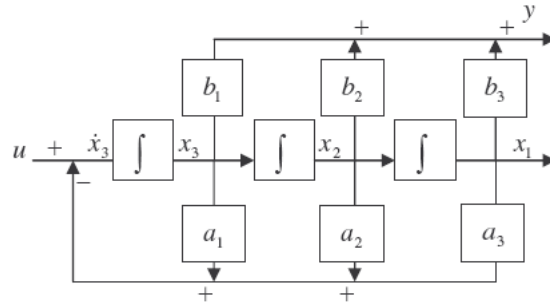 y
+ +
b₁ b₂ b₃
u + ẋ₃ ∫ x₃ ∫ x₂ ∫ x₁
−
a₁ a₂ a₃
+ +